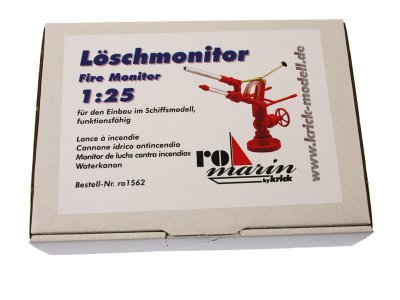 Löschmonitor
Fire Monitor
1:25
für den Einbau im Schiffsmodell,
funktionsfähig
Lance à incendie
Cannone idrico antincendio
Monitor de luchs contra incendios
Waterkanon
Bestell-Nr. ro1562
ro
marin
by krick
www.krick-modell.de